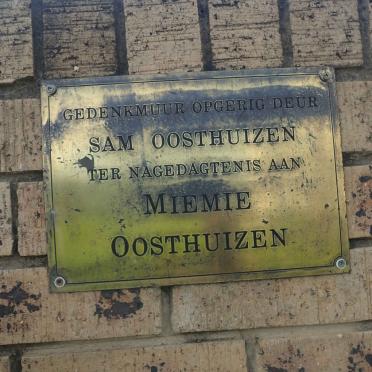 GEDENKMUUR OPGERIG DEUR
SAM OOSTHUIZEN
TER NAGEDAGTENIS AAN
MIEMIE
OOSTHUIZEN